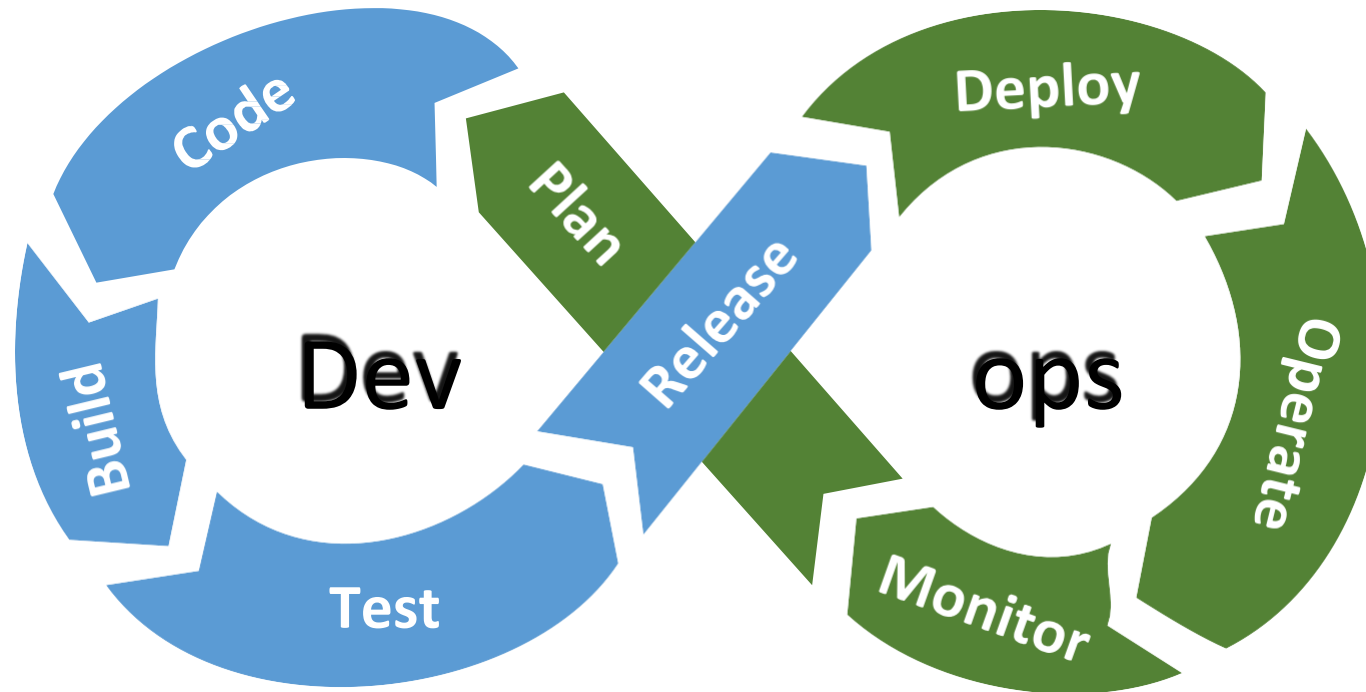 Code
Deploy
Plan
Release
Build
Dev
ops
Operate
Test
Monitor